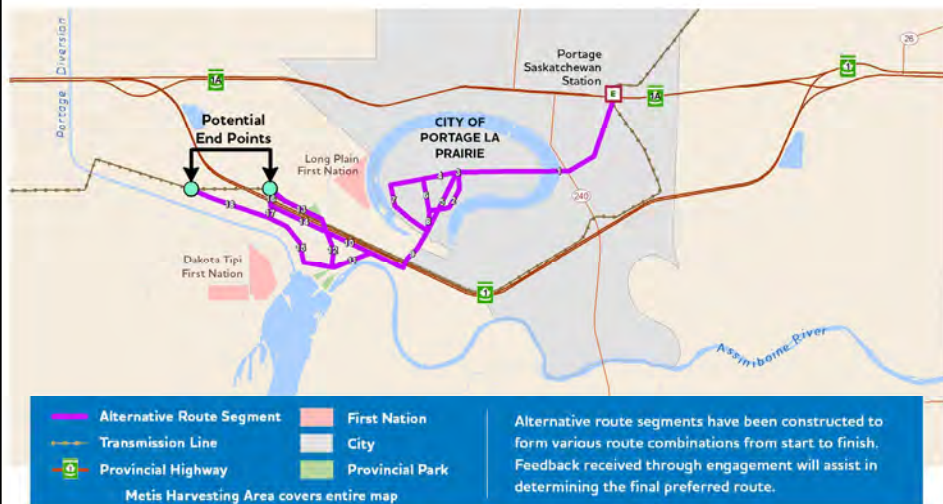 26
1
Portage
Saskatchewan
Station
E
1A
1A
Portage Diversion
Potential
End Points
CITY OF
PORTAGE LA
PRAIRIE
Long Plain
First Nation
1
240
Dakota Tipi
First Nation
1
Assiniboine River
Alternative Route Segment
Transmission Line
Provincial Highway
First Nation
City
Provincial Park
Metis Harvesting Area covers entire map
Alternative route segments have been constructed to
form various route combinations from start to finish.
Feedback received through engagement will assist in
determining the final preferred route.